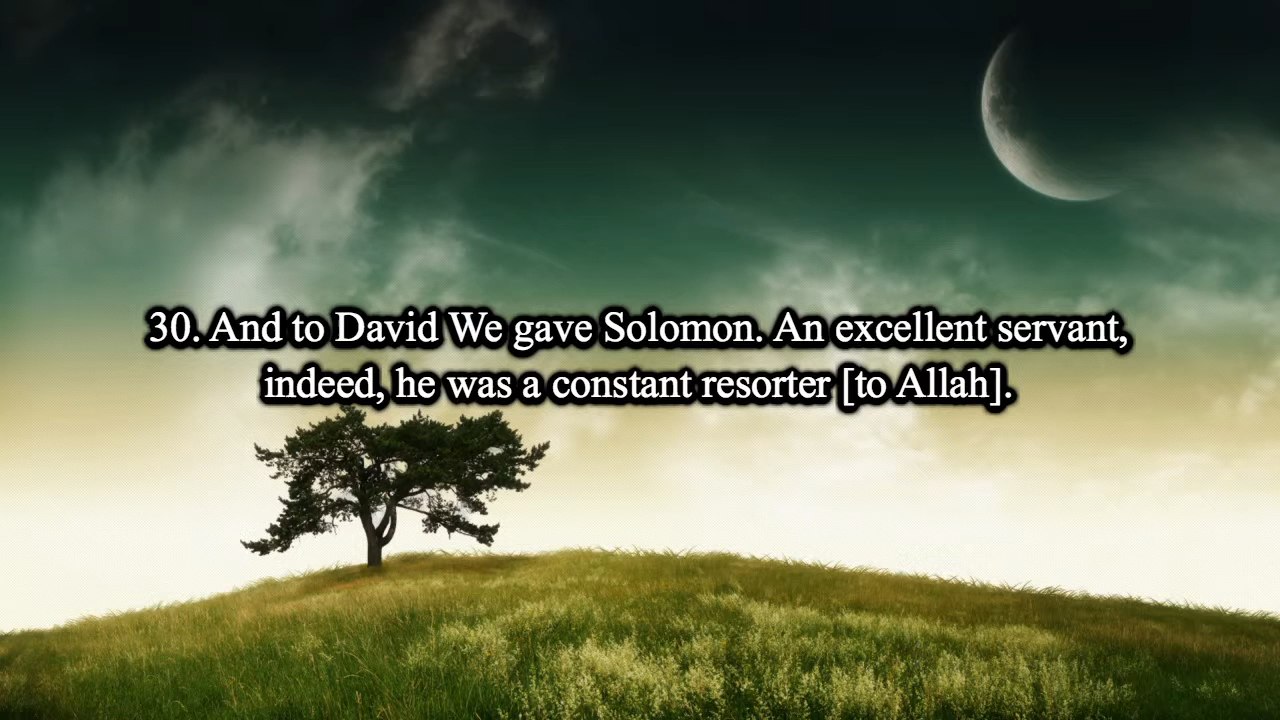 30. And to David We gave Solomon. An excellent servant,
indeed, he was a constant resorter [to Allah].